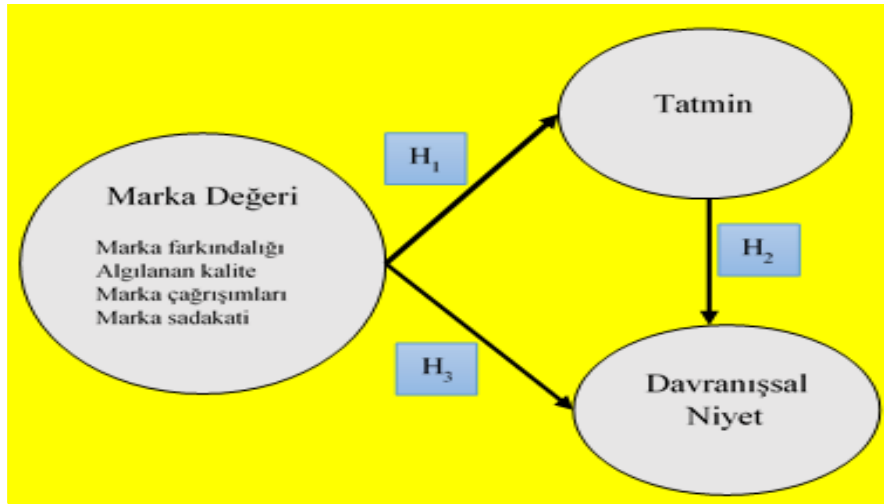 Marka Değeri
Marka farkındalığı
Algılanan kalite
Marka çağrışımları
Marka sadakati
H₁
Tatmin
H₂
H₃
Davranışsal
Niyet